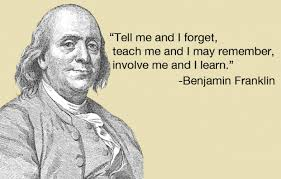 “Tell me and I forget,
teach me and I may remember,
involve me and I learn.”
-Benjamin Franklin